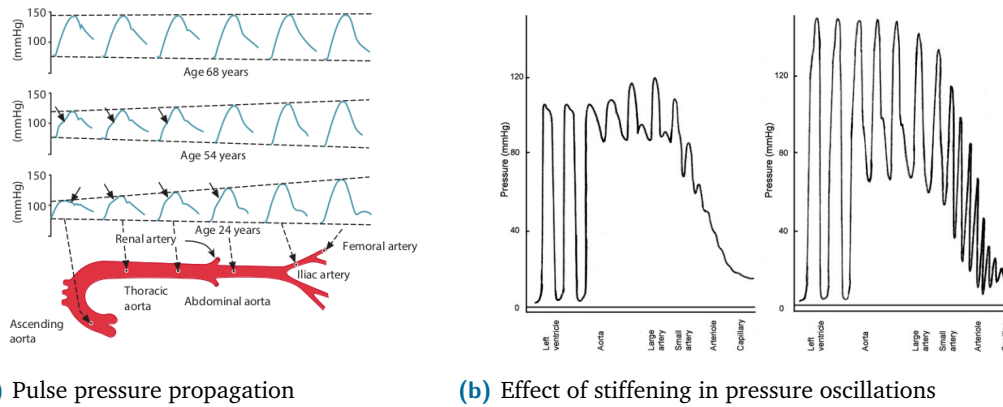 150
100
(mmHg)
Age 68 years
150
100
(mmHg)
Age 54 years
150
100
(mmHg)
Age 24 years
Renal artery
Femoral artery
Iliac artery
Thoracic
aorta
Abdominal aorta
Ascending
aorta
) Pulse pressure propagation
Pressure (mmHg)
120
80
40
0
Left
ventricle
Aorta
Large
artery
Small
artery
Arteriole
Capillary
Pressure (mmHg)
120
80
40
0
Left
ventricle
Aorta
Large
artery
Small
artery
Arteriole
(b) Effect of stiffening in pressure oscillations